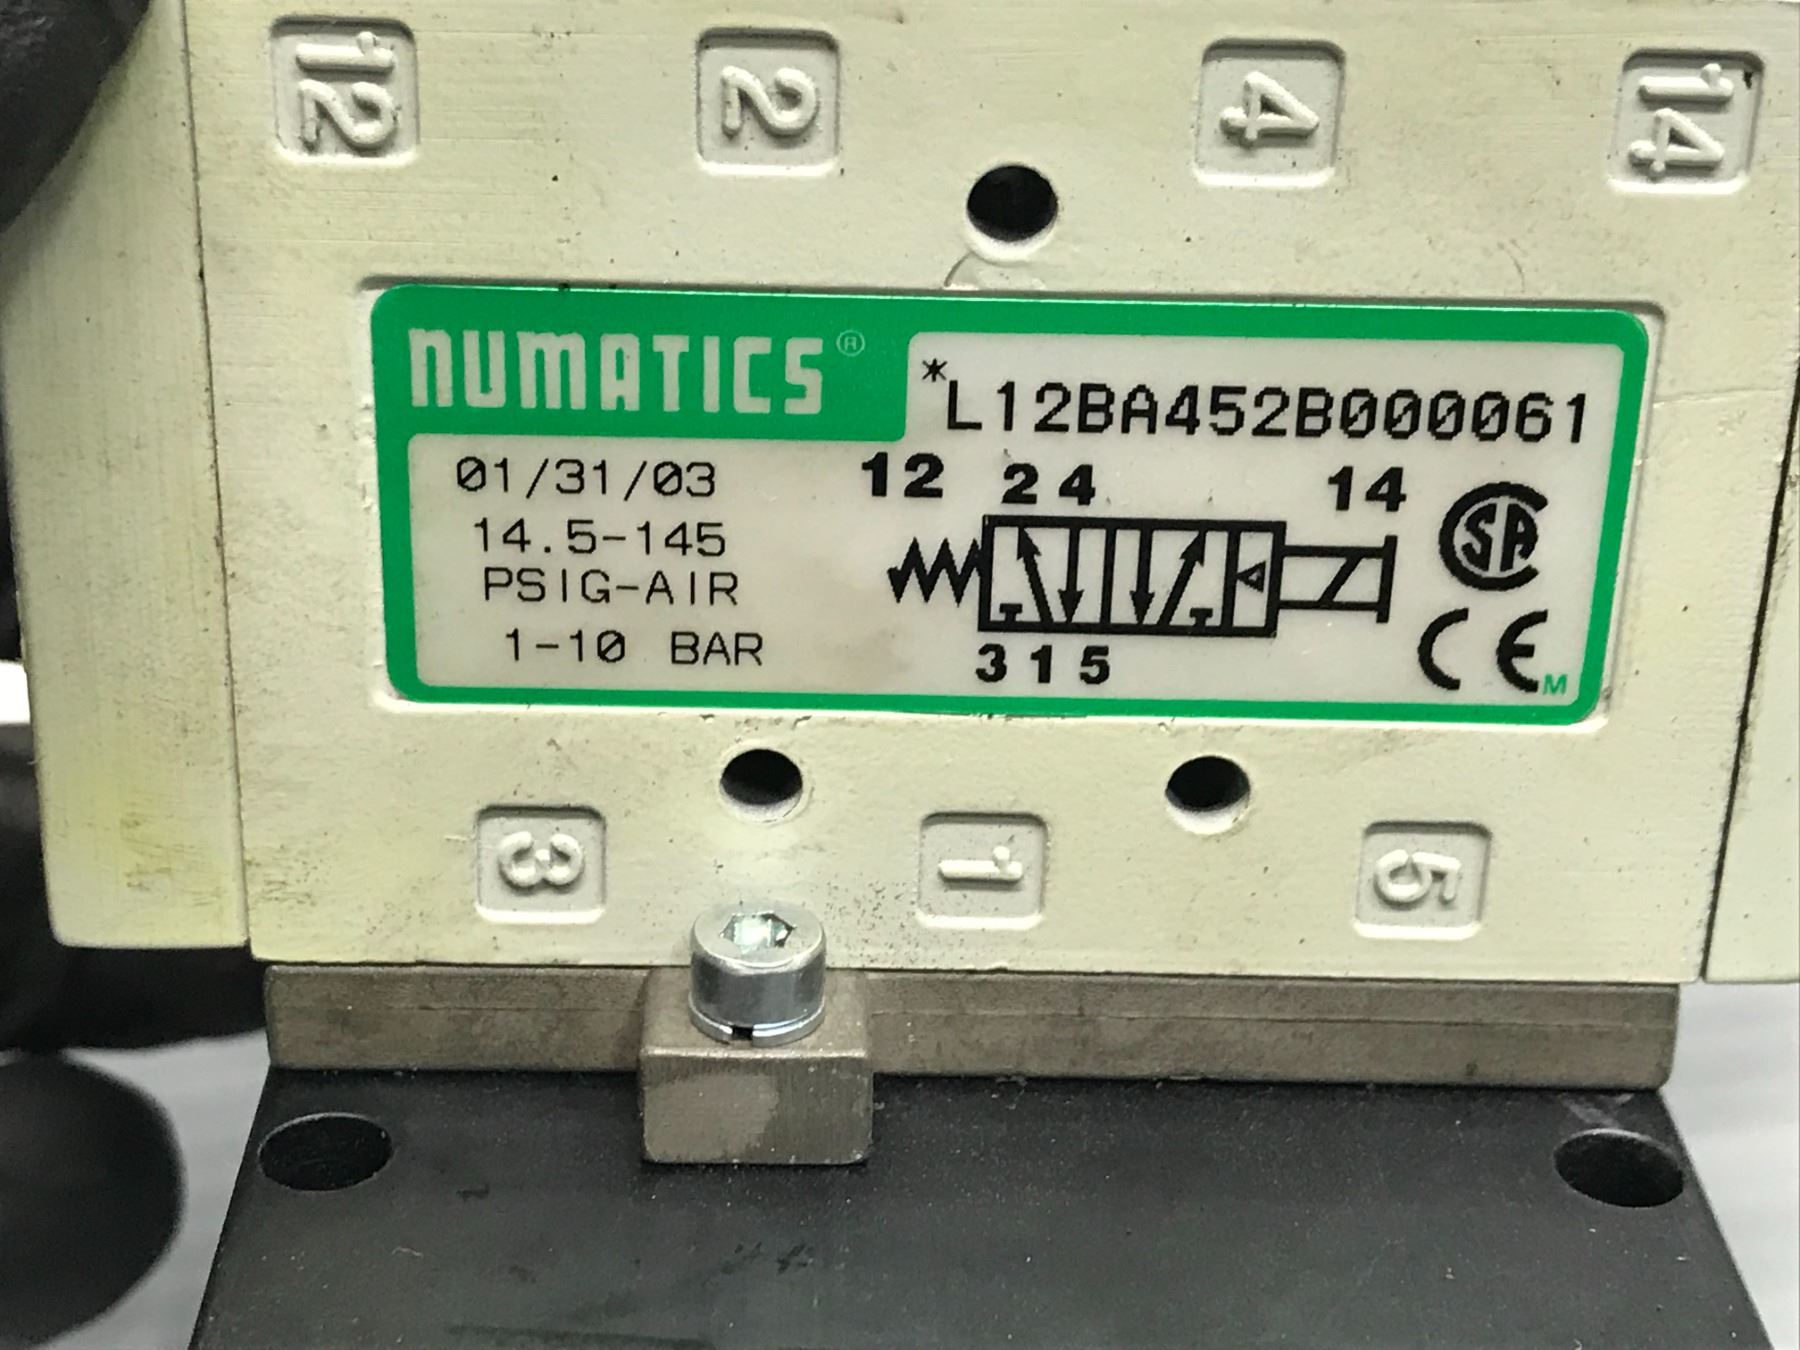 12 2 4 14
NUMATICS®
*L12BA452B000061
01/31/03
14.5-145
PSIG-AIR
1-10 BAR
12 2 4 14
3 1 5
CSA
CE
M
3 1 5